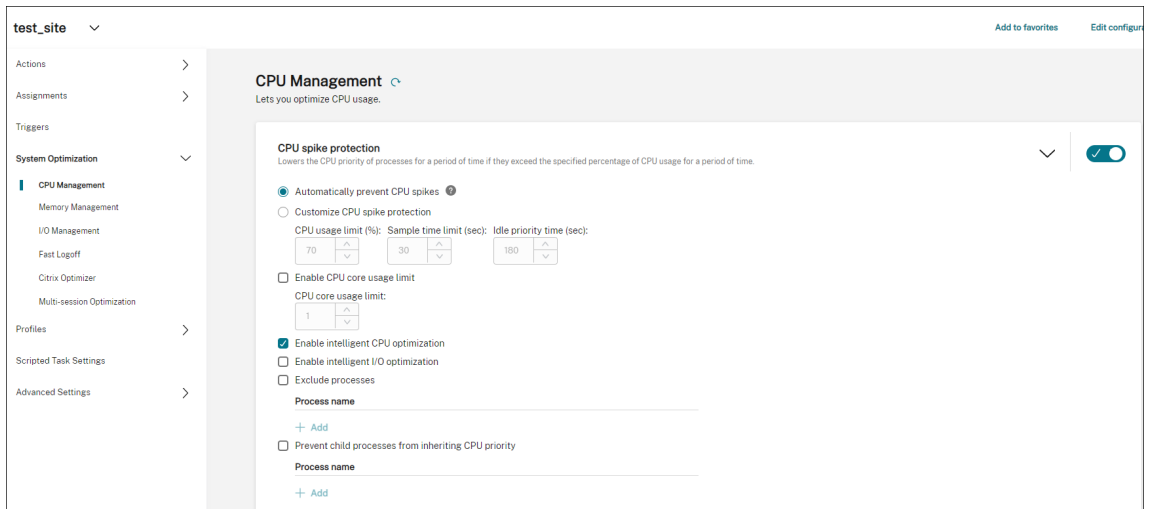 test_site
Add to favorites
Edit configura
Actions
Assignments
Triggers
System Optimization
CPU Management
Memory Management
I/O Management
Fast Logoff
Citrix Optimizer
Multi-session Optimization
Profiles
Scripted Task Settings
Advanced Settings
CPU Management
Lets you optimize CPU usage.
CPU spike protection
Lowers the CPU priority of processes for a period of time if they exceed the specified percentage of CPU usage for a period of time.
Automatically prevent CPU spikes ?
Customize CPU spike protection
CPU usage limit (%): Sample time limit (sec): Idle priority time (sec):
70 30 180
Enable CPU core usage limit
CPU core usage limit:
1
Enable intelligent CPU optimization
Enable intelligent I/O optimization
Exclude processes
Process name
+ Add
Prevent child processes from inheriting CPU priority
Process name
+ Add